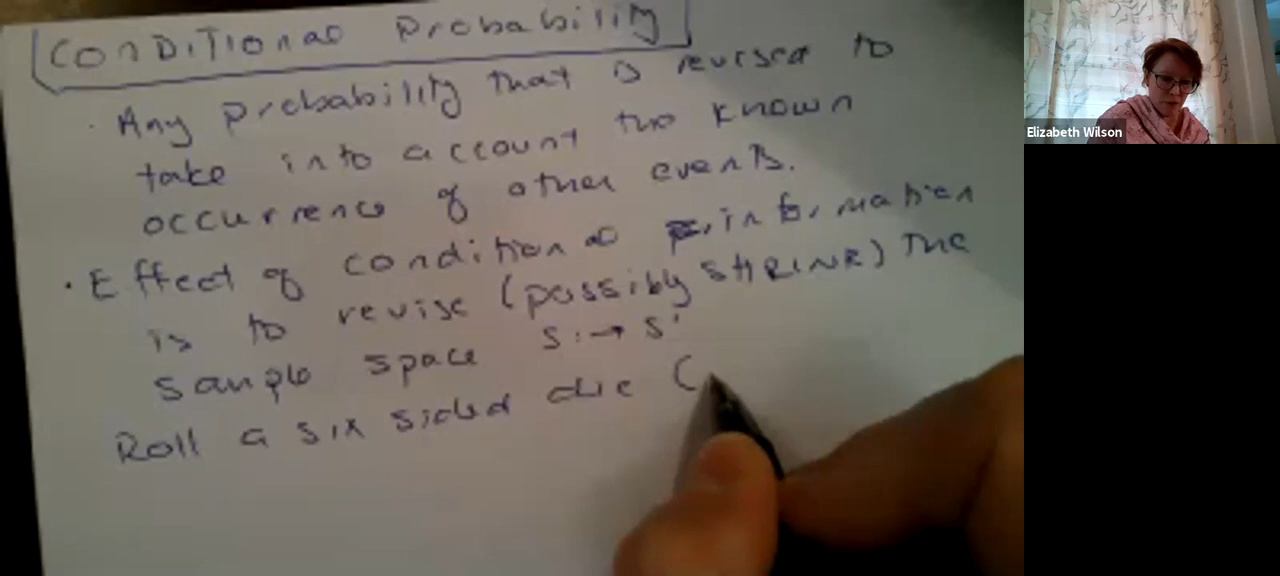 Conditional Probability
· Any probability that is revised to
take into account the known
occurrence of other events.
· Effect of conditional information
is to revise (possibly SHRINK) the
sample space S → S'
Roll a six sided die (
Elizabeth Wilson